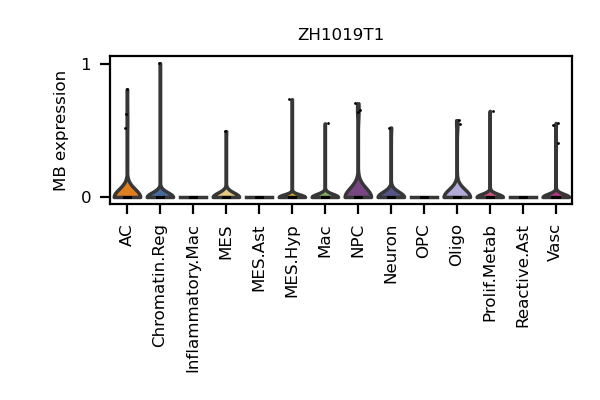 ZH1019T1
MB expression
1
0
AC
Chromatin.Reg
Inflammatory.Mac
MES
MES.Ast
MES.Hyp
Mac
NPC
Neuron
OPC
Oligo
Prolif.Metab
Reactive.Ast
Vasc